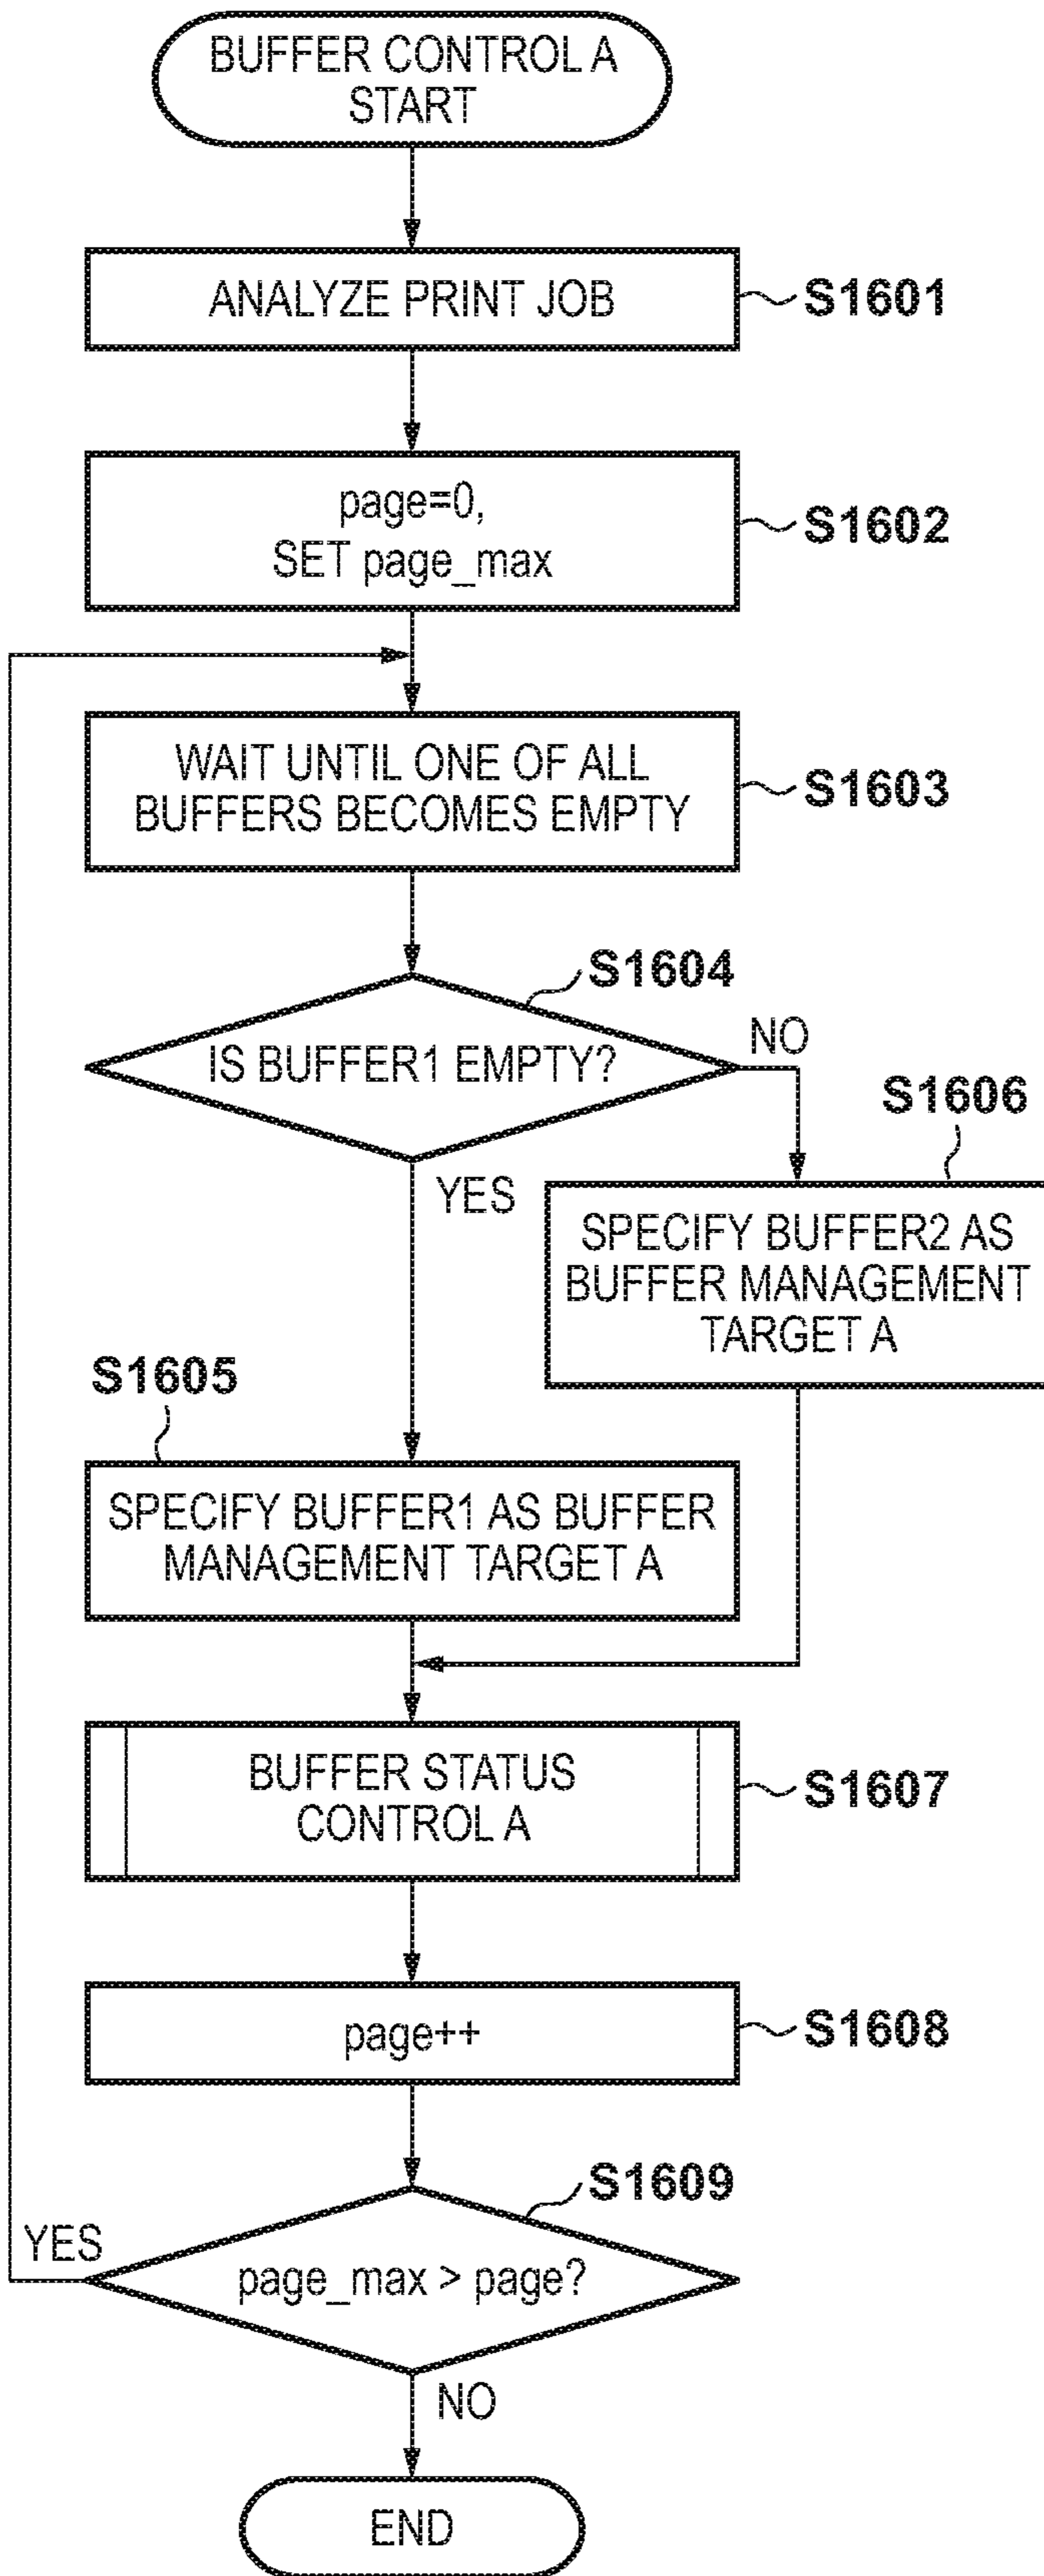 BUFFER CONTROL A
START
ANALYZE PRINT JOB
S1601
page=0,
SET page_max
S1602
WAIT UNTIL ONE OF ALL
BUFFERS BECOMES EMPTY
S1603
S1604
IS BUFFER1 EMPTY?
NO
YES
S1606
SPECIFY BUFFER2 AS
BUFFER MANAGEMENT
TARGET A
S1605
SPECIFY BUFFER1 AS BUFFER
MANAGEMENT TARGET A
BUFFER STATUS
CONTROL A
S1607
page++
S1608
S1609
YES
page_max > page?
NO
END